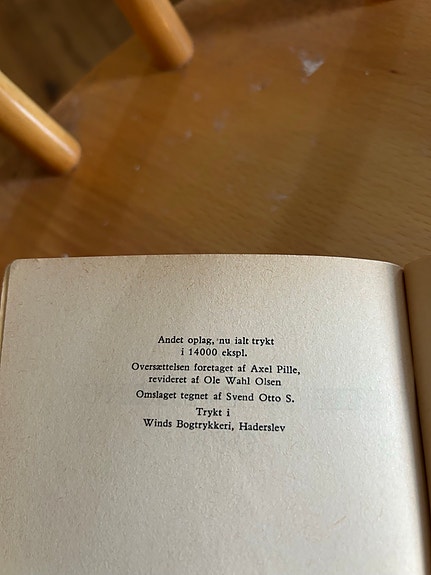 Andet oplag, nu ialt trykt
i 14000 ekspl.
Oversættelsen foretaget af Axel Pille,
revideret af Ole Wahl Olsen
Omslaget tegnet af Svend Otto S.
Trykt i
Winds Bogtrykkeri, Haderslev